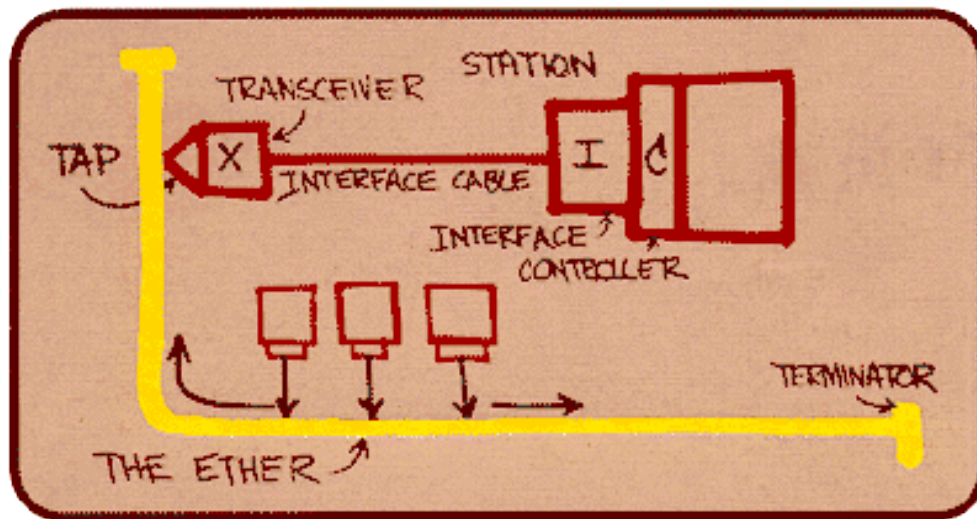 STATION
TRANSCEIVER
TAP
X
I
C
INTERFACE CABLE
INTERFACE
CONTROLLER
TERMINATOR
THE ETHER